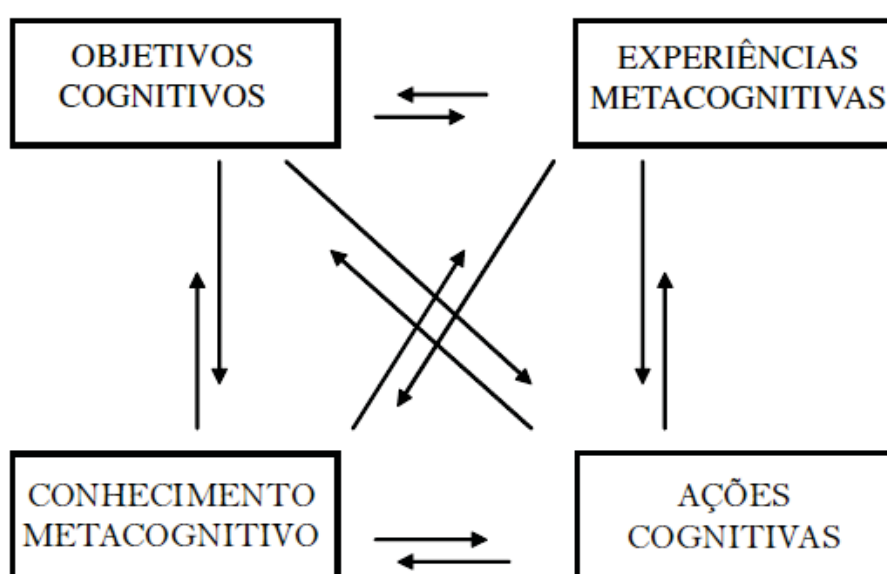 OBJETIVOS
COGNITIVOS
EXPERIÊNCIAS
METACOGNITIVAS
CONHECIMENTO
METACOGNITIVO
AÇÕES
COGNITIVAS